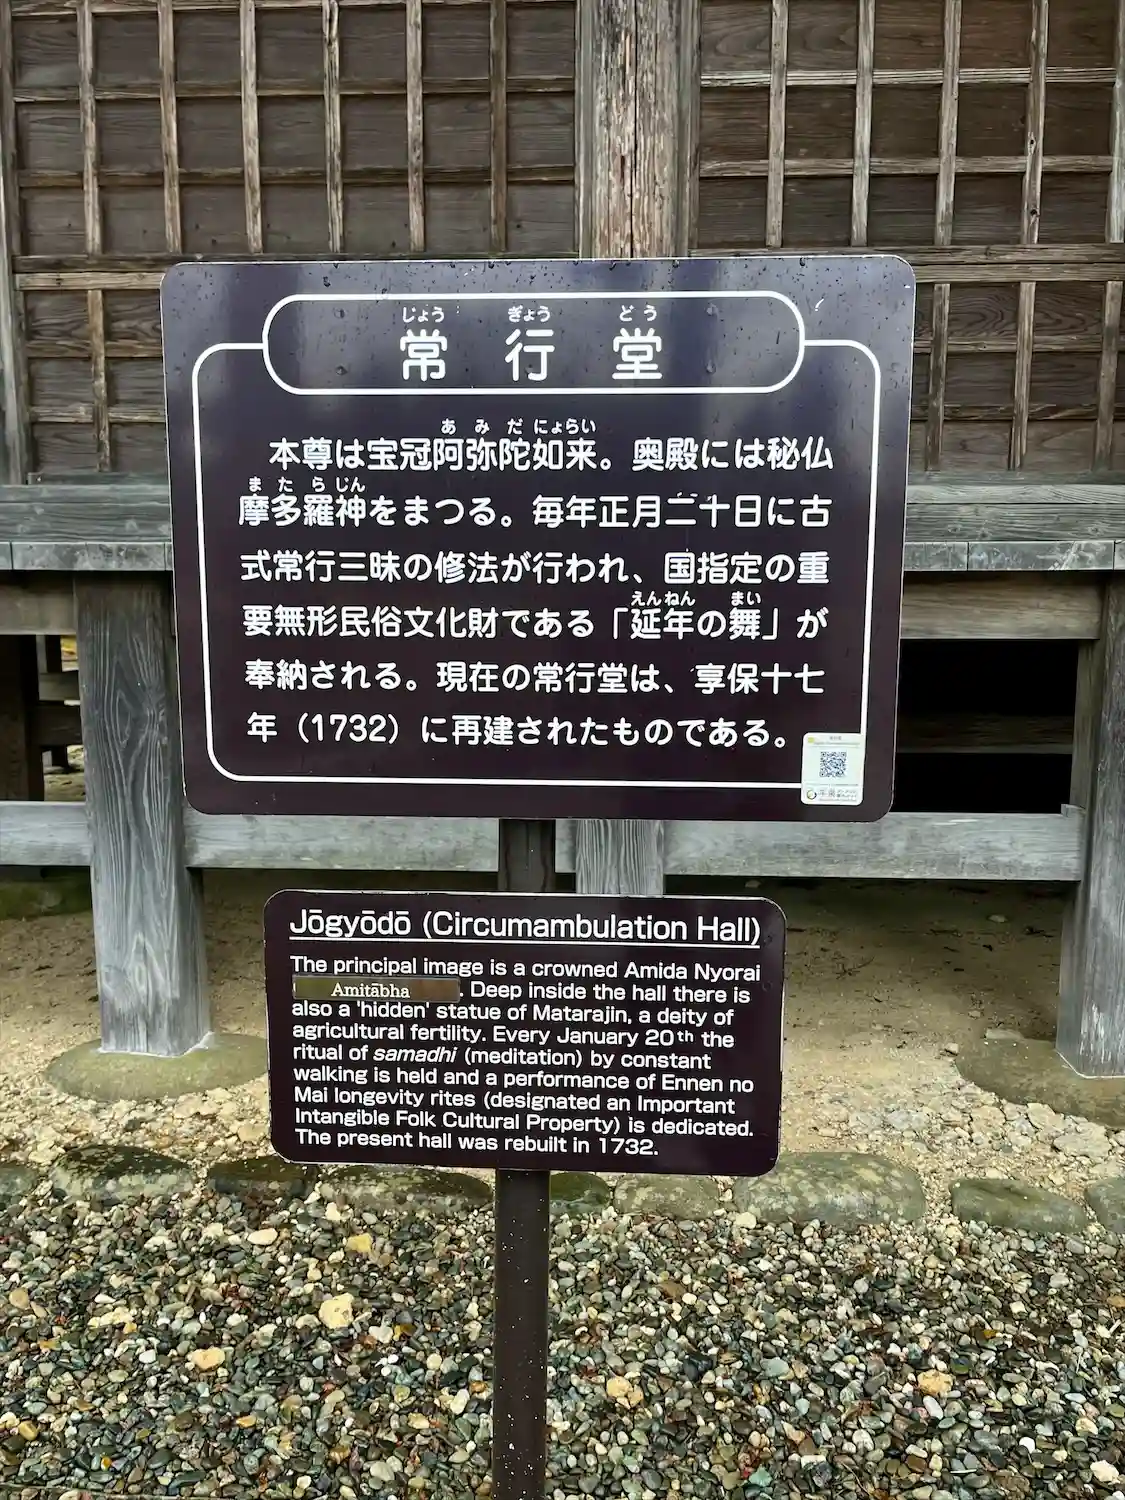 じょう ぎょう どう
常行堂
あみだにょらい
本尊は宝冠阿弥陀如来。奥殿には秘仏
またらじん
摩多羅神をまつる。毎年正月二十日に古
式常行三昧の修法が行われ、国指定の重
えんねん まい
要無形民俗文化財である「延年の舞」が
奉納される。現在の常行堂は、享保十七
年（1732）に再建されたものである。
Jōgyōdō (Circumambulation Hall)
The principal image is a crowned Amida Nyorai
Amitābha. Deep inside the hall there is
also a 'hidden' statue of Matarajin, a deity of
agricultural fertility. Every January 20th the
ritual of samadhi (meditation) by constant
walking is held and a performance of Ennen no
Mai longevity rites (designated an Important
Intangible Folk Cultural Property) is dedicated.
The present hall was rebuilt in 1732.